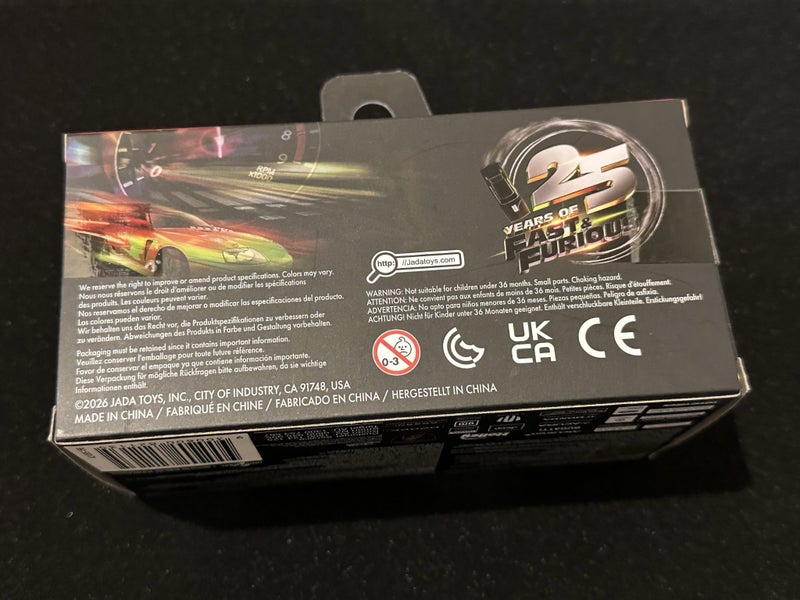 8
9
0
RPM
x1000
25
YEARS OF
FAST &
FURIOUS
http: //Jadatoys.com
We reserve the right to improve or amend product specifications. Colors may vary.
Nous nous réservons le droit d'améliorer ou de modifier les spécifications
des produits. Les couleurs peuvent varier.
Nos reservamos el derecho de mejorar o modificar las especificaciones del producto.
Los colores pueden variar.
Wir behalten uns das Recht vor, die Produktspezifikationen zu verbessern oder
zu verändern. Abweichungen des Produkts in Farbe und Gestaltung vorbehalten.
Packaging must be retained since it contains important information.
Veuillez conserver l'emballage pour toute future référence.
Favor de conservar el empaque ya que contiene información importante.
Diese Verpackung für mögliche Rückfragen bitte aufbewahren, da sie wichtige
Informationen enthält.
WARNING: Not suitable for children under 36 months. Small parts. Choking hazard.
ATTENTION: Ne convient pas aux enfants de moins de 36 mois. Petites pièces. Risque d'étouffement.
ADVERTENCIA: No apto para niños menores de 36 meses. Piezas pequeñas. Peligro de asfixia.
ACHTUNG! Nicht für Kinder unter 36 Monaten geeignet. Enthält verschluckbare Kleinteile. Erstickungsgefahr!
0-3
UK
CA
CE
©2026 JADA TOYS, INC., CITY OF INDUSTRY, CA 91748, USA
MADE IN CHINA / FABRIQUÉ EN CHINE / FABRICADO EN CHINA / HERGESTELLT IN CHINA